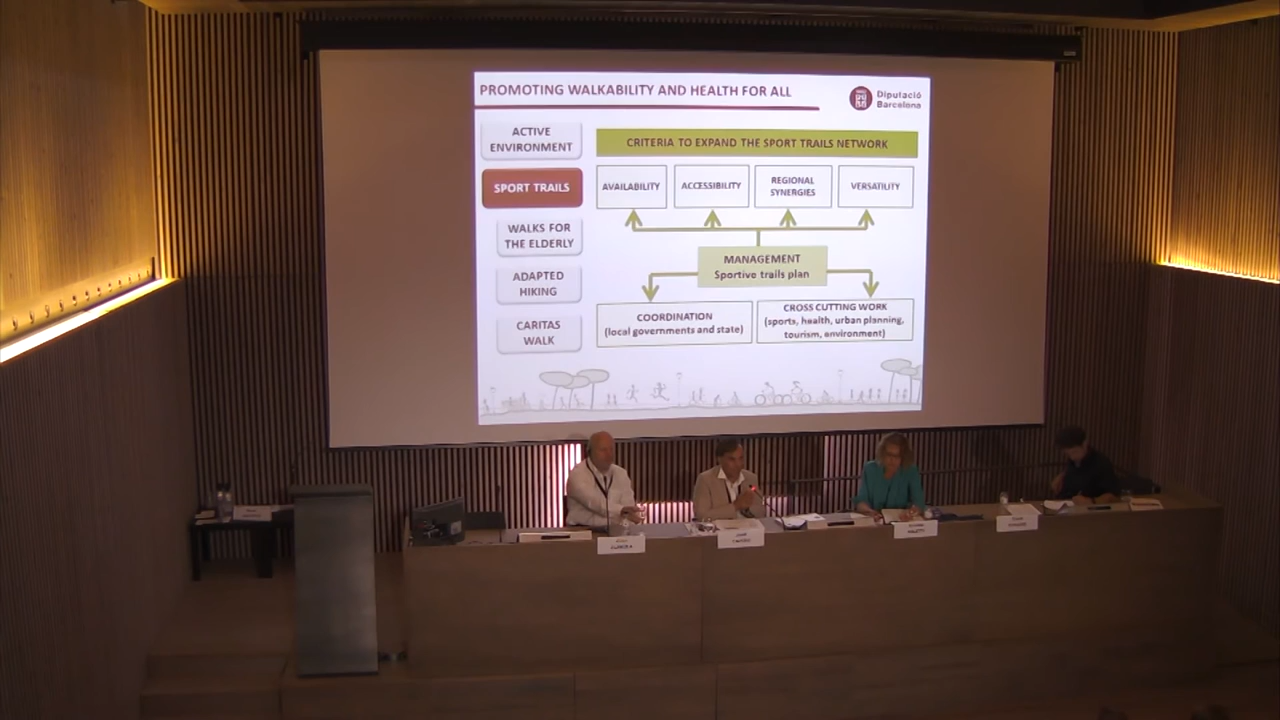 PROMOTING WALKABILITY AND HEALTH FOR ALL
Diputació
Barcelona
ACTIVE
ENVIRONMENT
SPORT TRAILS
WALKS FOR
THE ELDERLY
ADAPTED
HIKING
CARITAS
WALK
CRITERIA TO EXPAND THE SPORT TRAILS NETWORK
AVAILABILITY
ACCESSIBILITY
REGIONAL
SYNERGIES
VERSATILITY
MANAGEMENT
Sportive trails plan
COORDINATION
(local governments and state)
CROSS CUTTING WORK
(sports, health, urban planning,
tourism, environment)